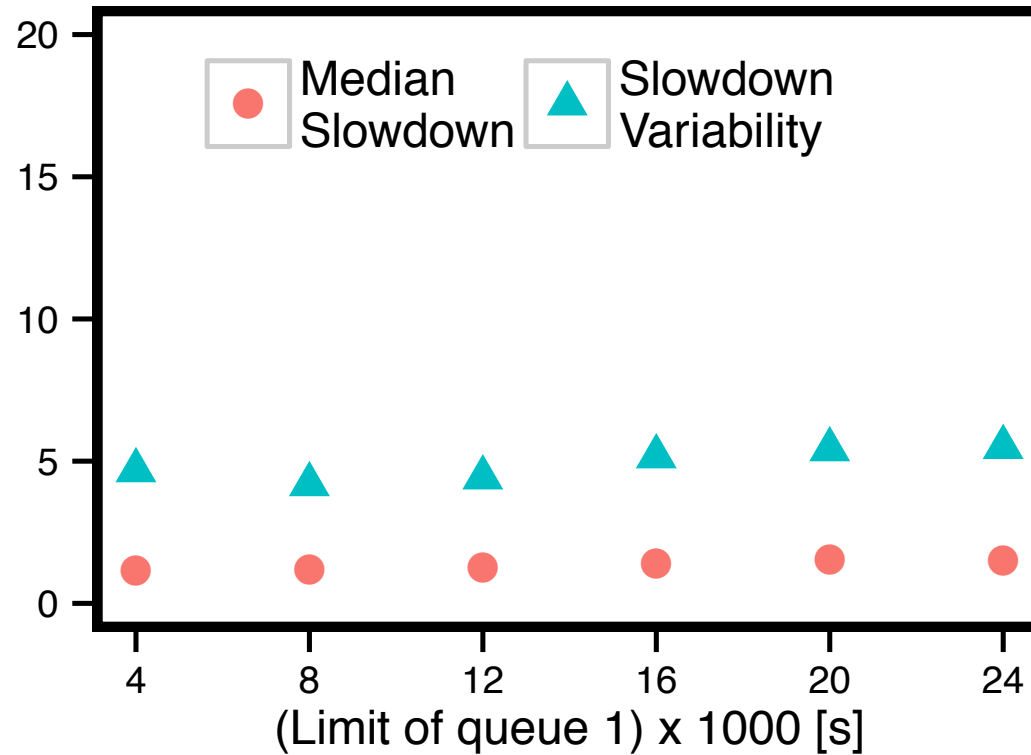 20
Median
Slowdown
Slowdown
Variability
15
10
5
0
4 8 12 16 20 24
(Limit of queue 1) x 1000 [s]